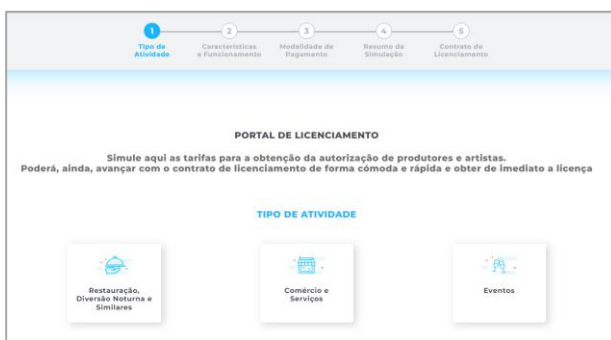 1 2 3 4 5
Tipo de Atividade
Características e Funcionamento
Modalidade de Pagamento
Resumo da Simulação
Contrato de Licenciamento
PORTAL DE LICENCIAMENTO
Simule aqui as tarifas para a obtenção da autorização de produtores e artistas.
Poderá, ainda, avançar com o contrato de licenciamento de forma cómoda e rápida e obter de imediato a licença
TIPO DE ATIVIDADE
Restauração,
Diversão Noturna e
Similares
Comércio e
Serviços
Eventos